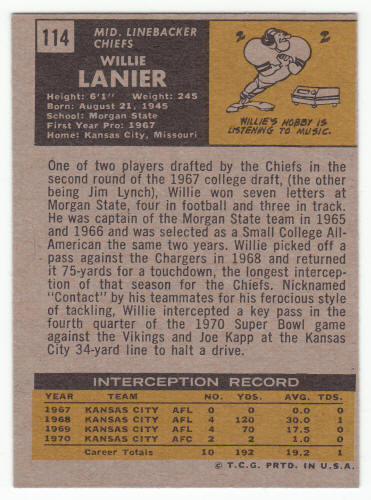 114
MID. LINEBACKER
CHIEFS
WILLIE
LANIER
Height: 6'1" Weight: 245
Born: August 21, 1945
School: Morgan State
First Year Pro: 1967
Home: Kansas City, Missouri
2 2
WILLIE'S HOBBY IS
LISTENING TO MUSIC.
One of two players drafted by the Chiefs in
the second round of the 1967 college draft, (the other
being Jim Lynch), Willie won seven letters at
Morgan State, four in football and three in track.
He was captain of the Morgan State team in 1965
and 1966 and was selected as a Small College All-
American the same two years. Willie picked off a
pass against the Chargers in 1968 and returned
it 75-yards for a touchdown, the longest intercep-
tion of that season for the Chiefs. Nicknamed
"Contact" by his teammates for his ferocious style
of tackling, Willie intercepted a key pass in the
fourth quarter of the 1970 Super Bowl game
against the Vikings and Joe Kapp at the Kansas
City 34-yard line to halt a drive.
INTERCEPTION RECORD
YEAR TEAM NO. YDS. AVG. TDS.
1967 KANSAS CITY AFL 0 0 0.0 0
1968 KANSAS CITY AFL 4 120 30.0 1
1969 KANSAS CITY AFL 4 70 17.5 0
1970 KANSAS CITY AFC 2 2 1.0 0
Career Totals 10 192 19.2 1
© T.C.G. PRTD. IN U.S.A.